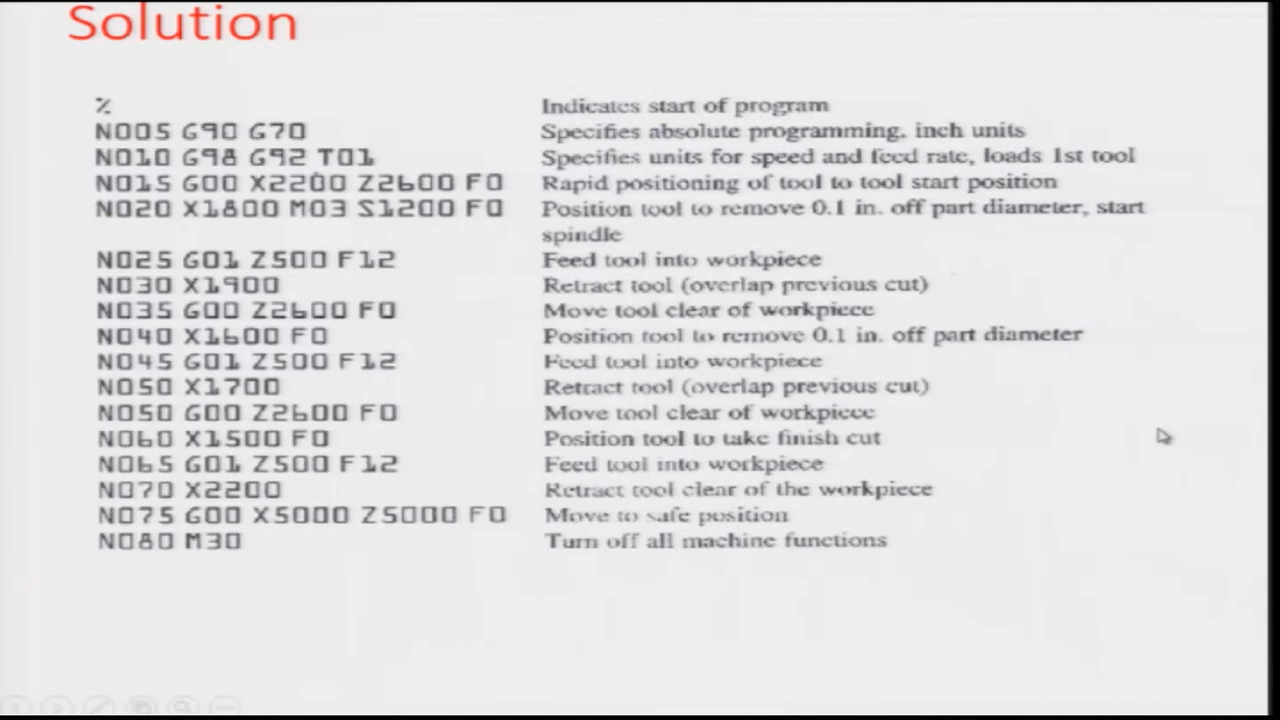 Solution
% Indicates start of program
N005 G90 G70 Specifies absolute programming, inch units
N010 G98 G92 T01 Specifies units for speed and feed rate, loads 1st tool
N015 G00 X2200 Z2600 F0 Rapid positioning of tool to tool start position
N020 X1800 M03 S1200 F0 Position tool to remove 0.1 in. off part diameter, start
spindle
N025 G01 Z500 F12 Feed tool into workpiece
N030 X1900 Retract tool (overlap previous cut)
N035 G00 Z2600 F0 Move tool clear of workpiece
N040 X1600 F0 Position tool to remove 0.1 in. off part diameter
N045 G01 Z500 F12 Feed tool into workpiece
N050 X1700 Retract tool (overlap previous cut)
N050 G00 Z2600 F0 Move tool clear of workpiece
N060 X1500 F0 Position tool to take finish cut
N065 G01 Z500 F12 Feed tool into workpiece
N070 X2200 Retract tool clear of the workpiece
N075 G00 X5000 Z5000 F0 Move to safe position
N080 M30 Turn off all machine functions